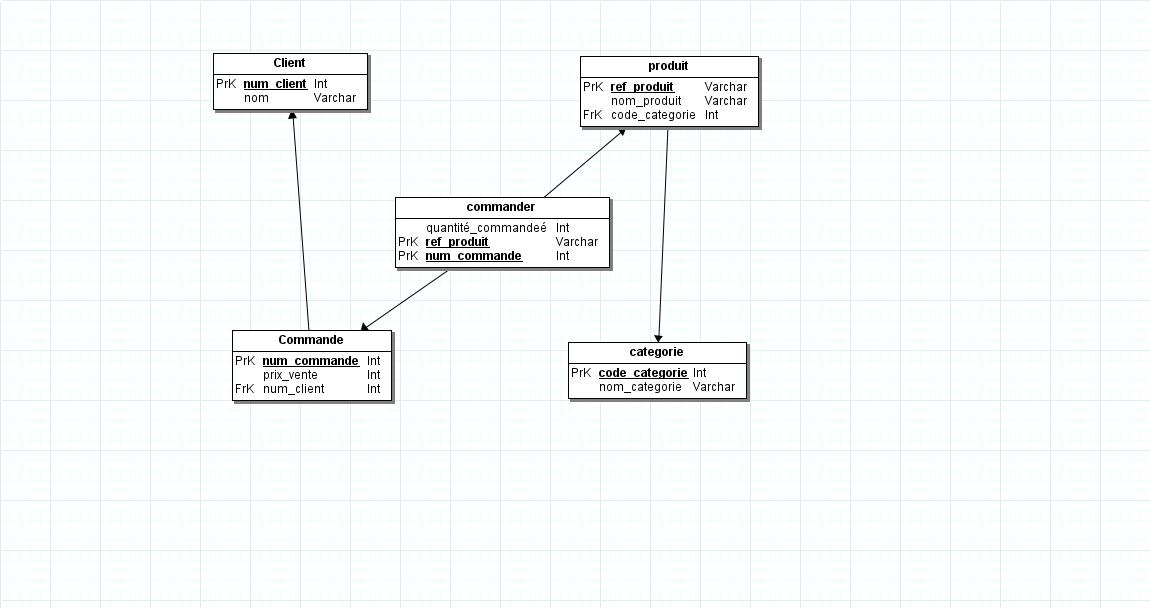 Client
PrK num_client Int
nom Varchar
produit
PrK ref_produit Varchar
nom_produit Varchar
FrK code_categorie Int
commander
quantité_commandeé Int
PrK ref_produit Varchar
PrK num_commande Int
Commande
PrK num_commande Int
prix_vente Int
FrK num_client Int
categorie
PrK code_categorie Int
nom_categorie Varchar